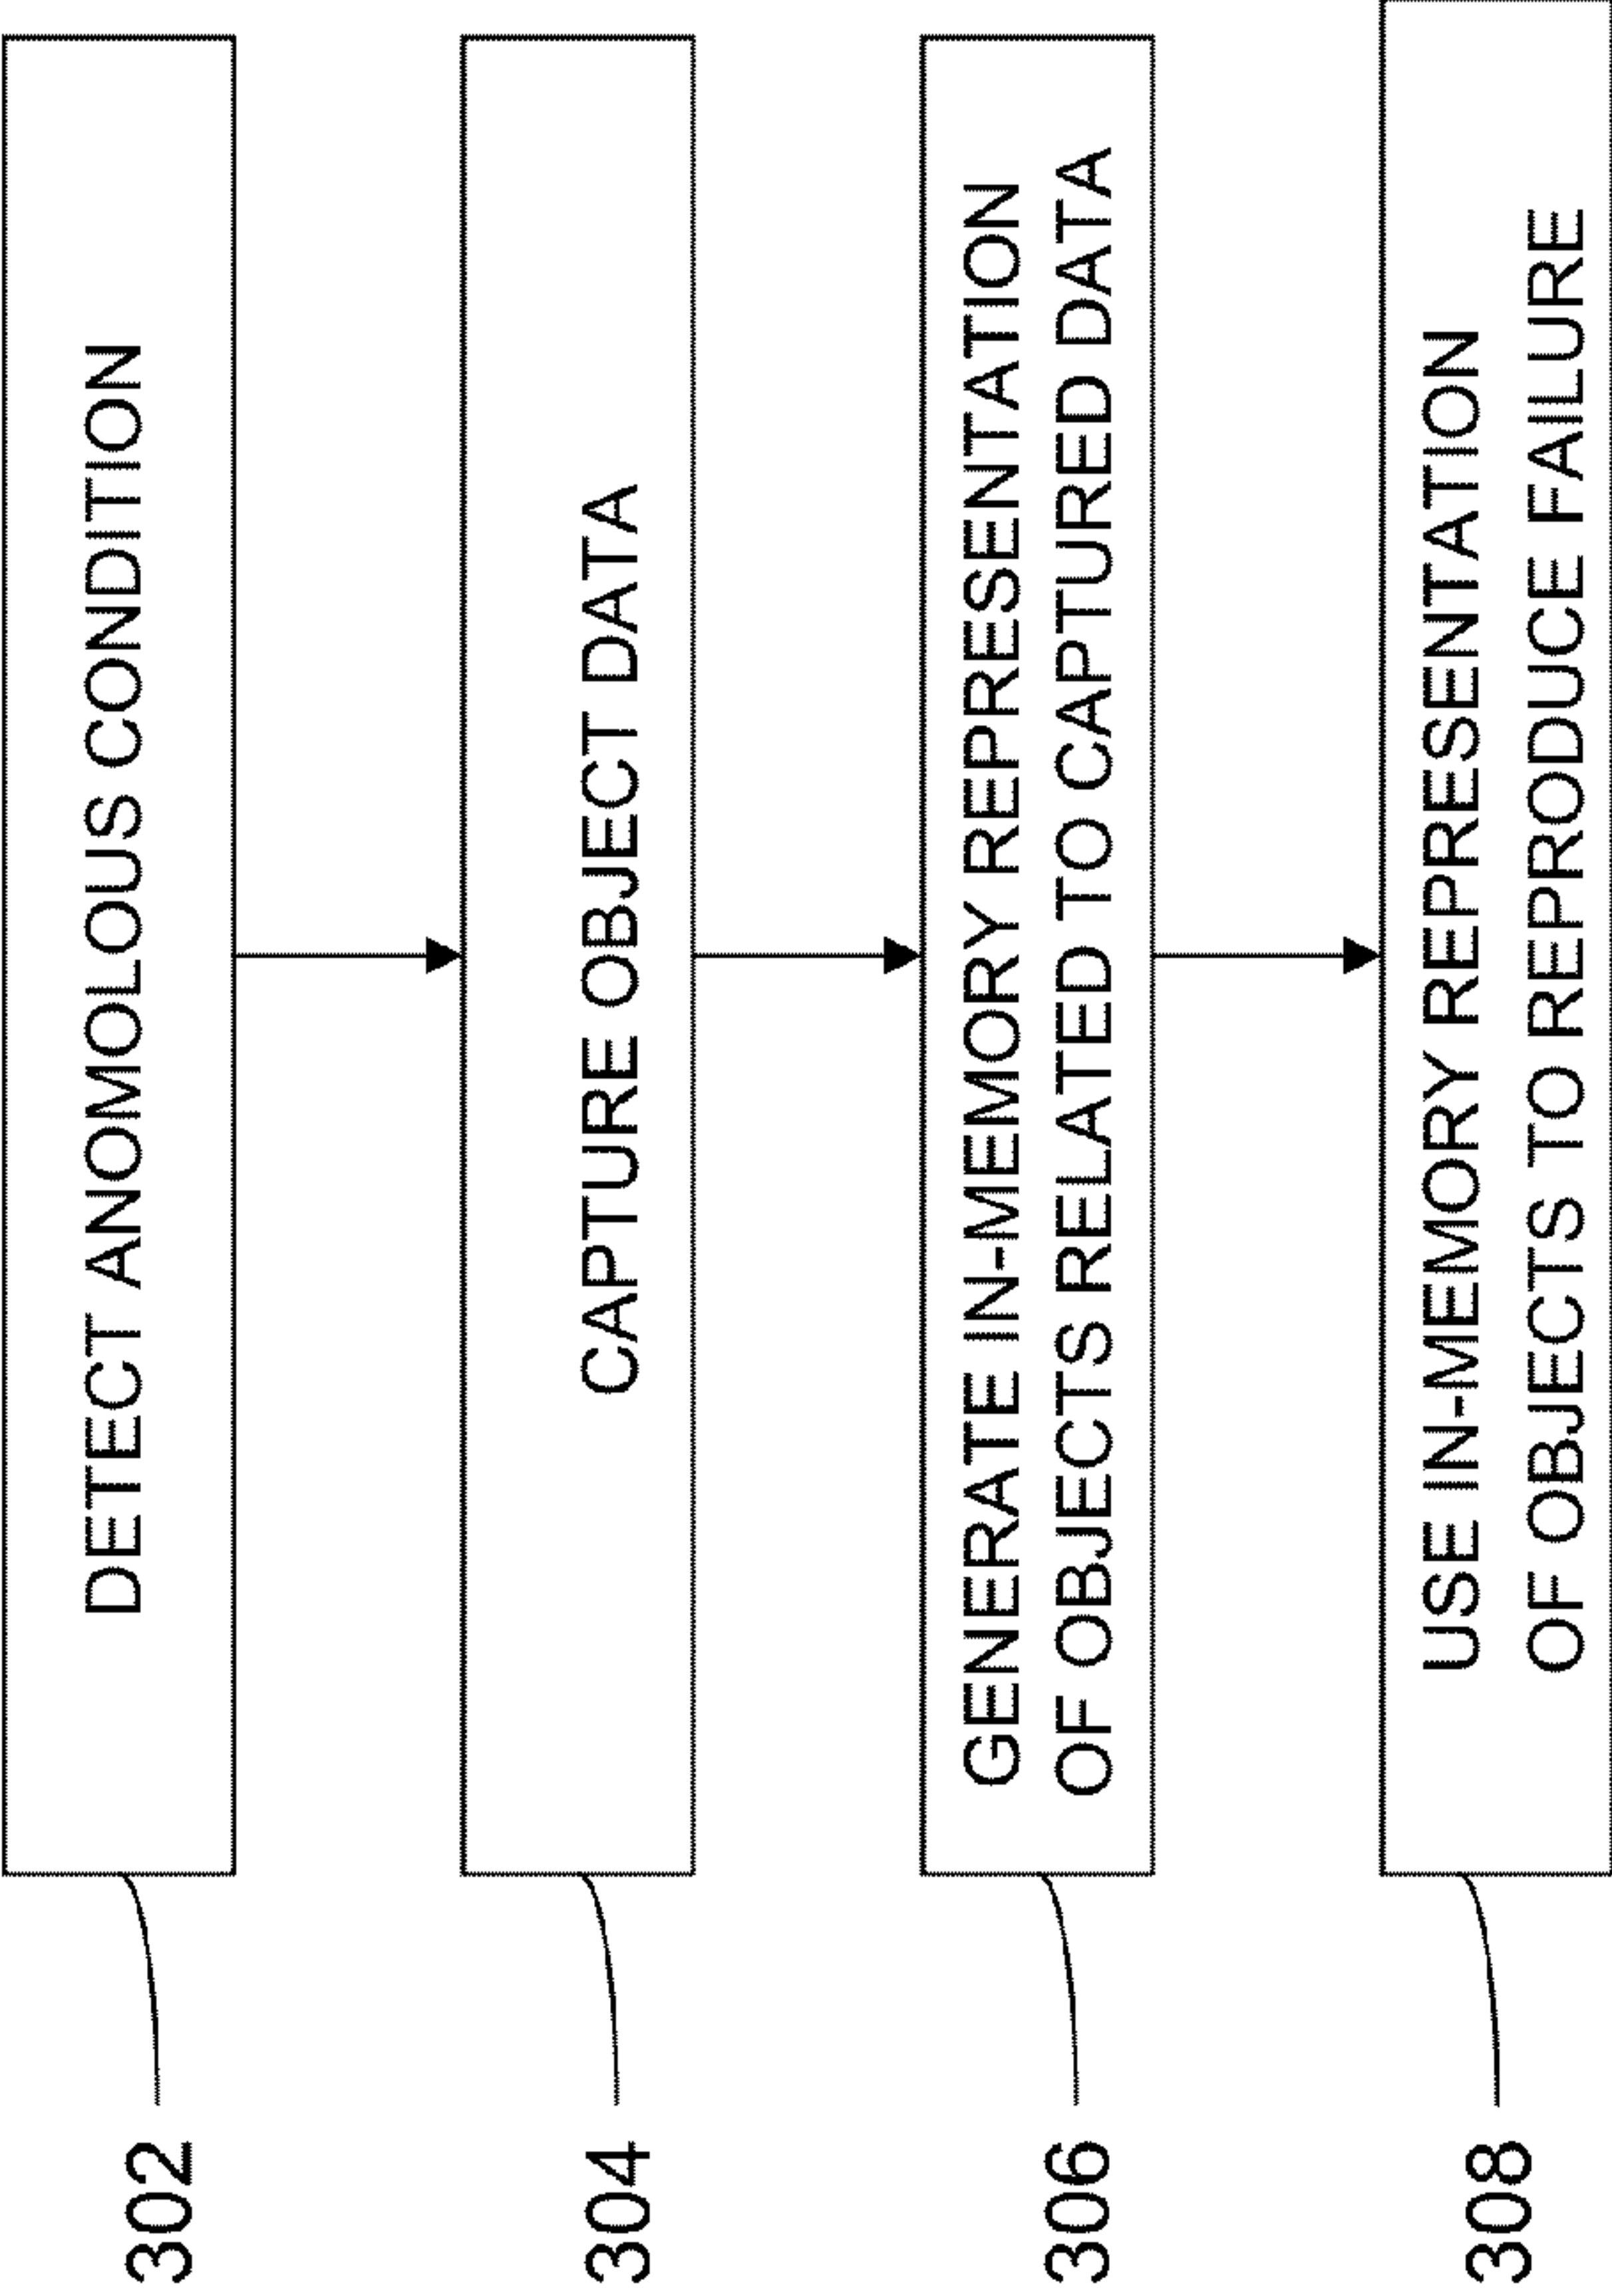 302
DETECT ANOMOLOUS CONDITION
304
CAPTURE OBJECT DATA
306
GENERATE IN-MEMORY REPRESENTATION
OF OBJECTS RELATED TO CAPTURED DATA
308
USE IN-MEMORY REPRESENTATION
OF OBJECTS TO REPRODUCE FAILURE